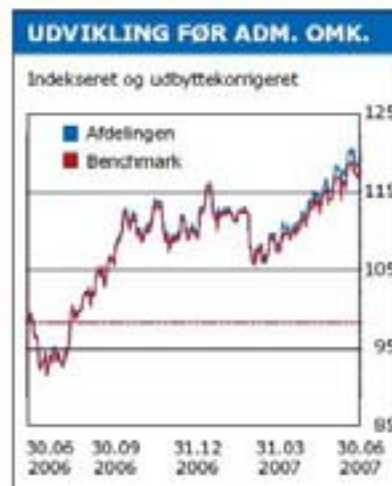 UDVIKLING FØR ADM. OMK.
Indekseret og udbyttekorrigeret
Afdelingen
Benchmark
125
115
105
95
85
30.06 30.09 31.12 31.03 30.06
2006 2006 2006 2007 2007